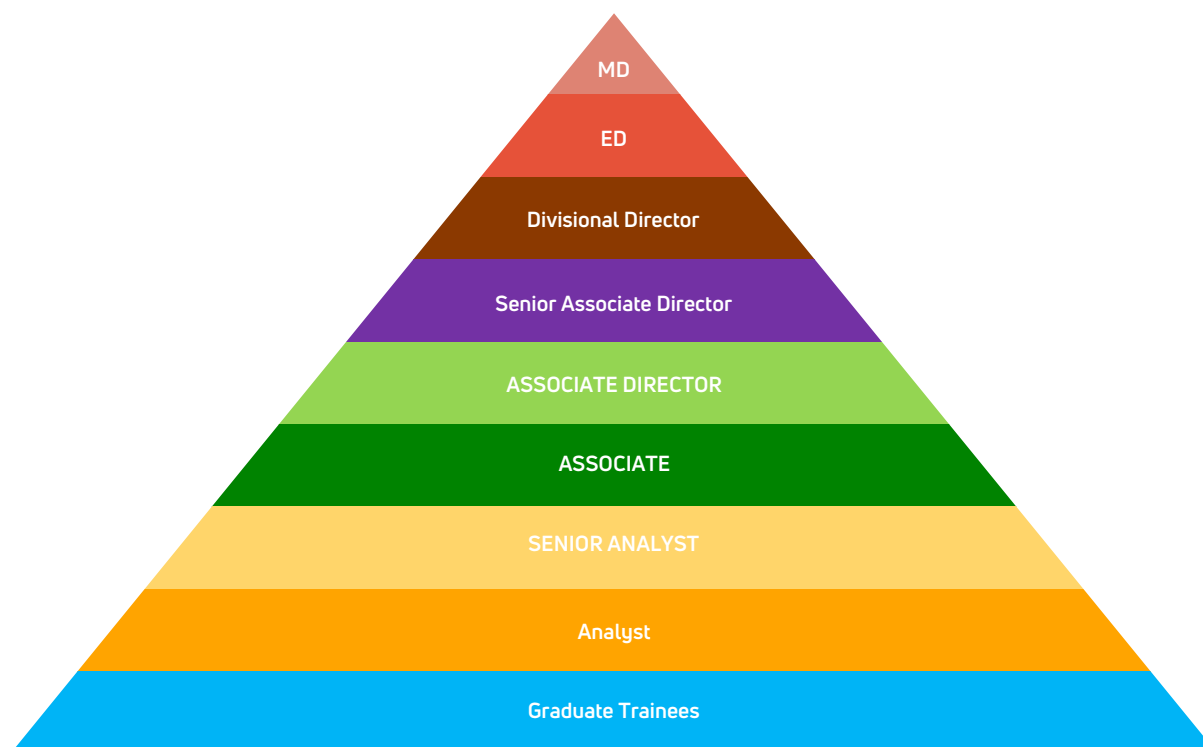 MD
ED
Divisional Director
Senior Associate Director
ASSOCIATE DIRECTOR
ASSOCIATE
SENIOR ANALYST
Analyst
Graduate Trainees